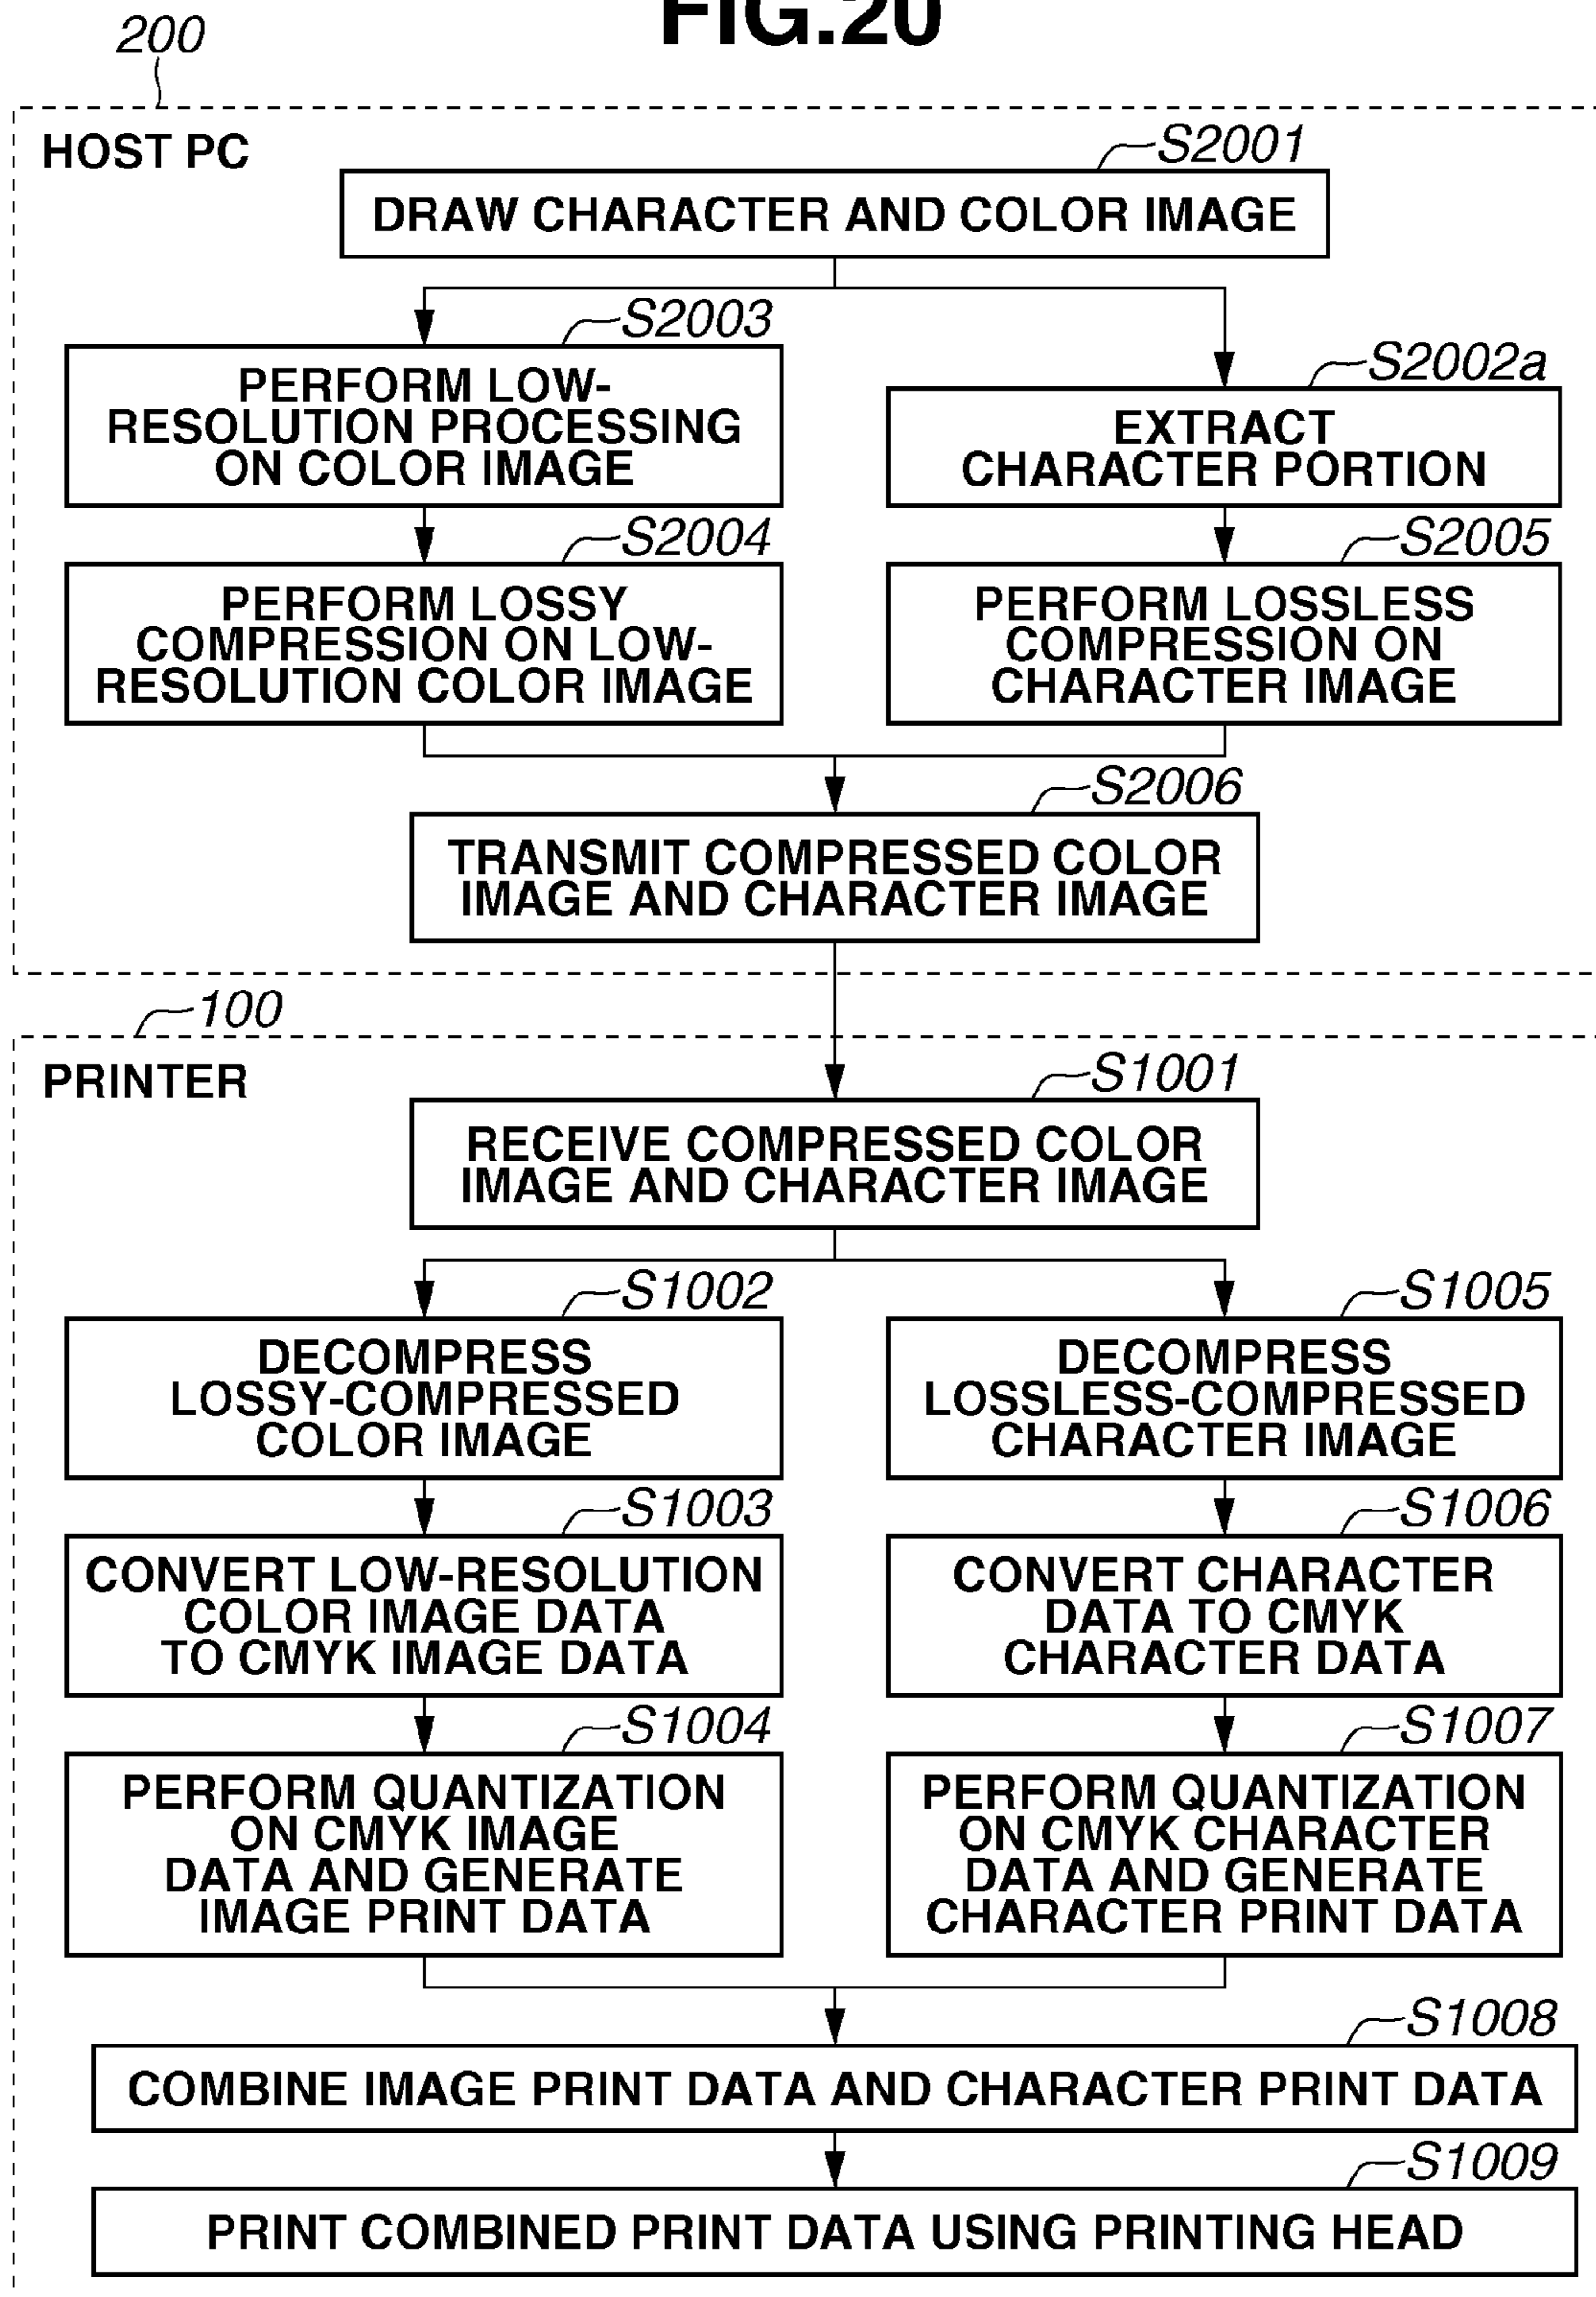 FIG.20
200
HOST PC
S2001
DRAW CHARACTER AND COLOR IMAGE
S2003
PERFORM LOW-
RESOLUTION PROCESSING
ON COLOR IMAGE
S2002a
EXTRACT
CHARACTER PORTION
S2004
PERFORM LOSSY
COMPRESSION ON LOW-
RESOLUTION COLOR IMAGE
S2005
PERFORM LOSSLESS
COMPRESSION ON
CHARACTER IMAGE
S2006
TRANSMIT COMPRESSED COLOR
IMAGE AND CHARACTER IMAGE
100
PRINTER
S1001
RECEIVE COMPRESSED COLOR
IMAGE AND CHARACTER IMAGE
S1002
DECOMPRESS
LOSSY-COMPRESSED
COLOR IMAGE
S1005
DECOMPRESS
LOSSLESS-COMPRESSED
CHARACTER IMAGE
S1003
CONVERT LOW-RESOLUTION
COLOR IMAGE DATA
TO CMYK IMAGE DATA
S1006
CONVERT CHARACTER
DATA TO CMYK
CHARACTER DATA
S1004
PERFORM QUANTIZATION
ON CMYK IMAGE
DATA AND GENERATE
IMAGE PRINT DATA
S1007
PERFORM QUANTIZATION
ON CMYK CHARACTER
DATA AND GENERATE
CHARACTER PRINT DATA
S1008
COMBINE IMAGE PRINT DATA AND CHARACTER PRINT DATA
S1009
PRINT COMBINED PRINT DATA USING PRINTING HEAD